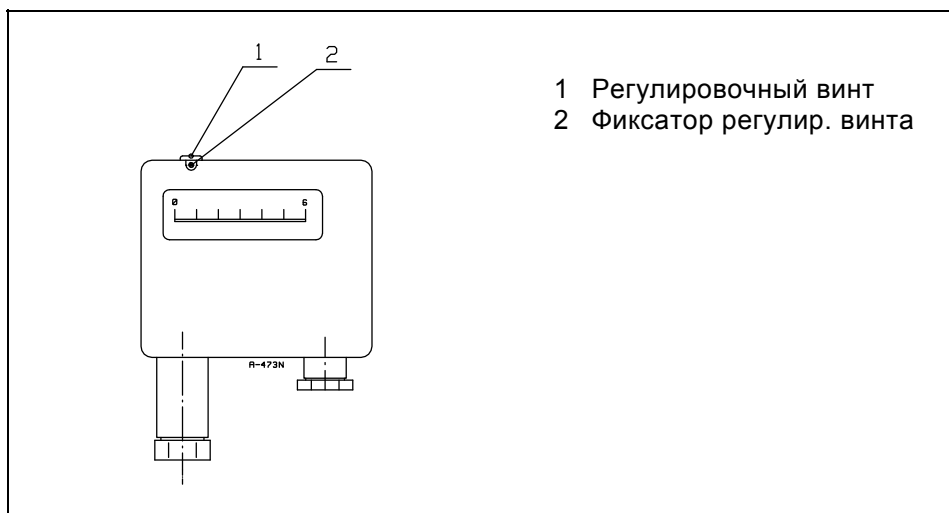 1 2
1 Регулировочный винт
2 Фиксатор регулир. винта
0 6
A-473N